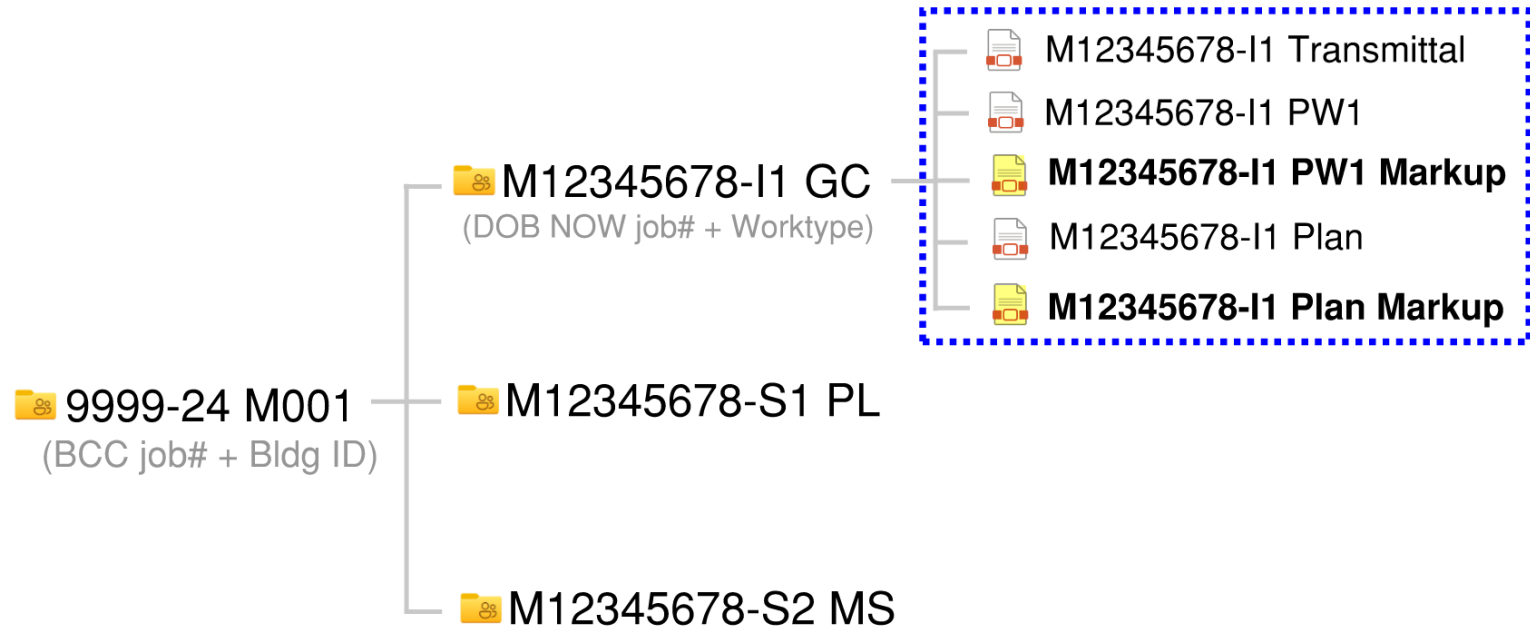 9999-24 M001
(BCC job# + Bldg ID)
M12345678-I1 GC
(DOB NOW job# + Worktype)
M12345678-I1 Transmittal
M12345678-I1 PW1
M12345678-I1 PW1 Markup
M12345678-I1 Plan
M12345678-I1 Plan Markup
M12345678-S1 PL
M12345678-S2 MS